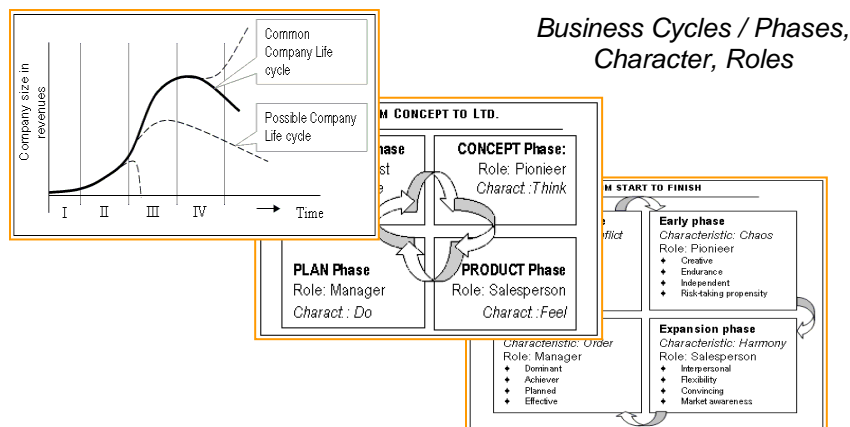 Business Cycles / Phases,
Character, Roles
Company size in
revenues
Common
Company Life
cycle
Possible Company
Life cycle
I II III IV
Time
CONCEPT TO LTD.
CONCEPT Phase:
Role: Pionieer
Charact.:Think
PLAN Phase
Role: Manager
Charact.: Do
PRODUCT Phase
Role: Salesperson
Charact.:Feel
START TO FINISH
Early phase
Characteristic: Chaos
Role: Pionieer
Creative
Endurance
Independent
Risk-taking propensity
Characteristic: Order
Role: Manager
Dominant
Achiever
Planned
Effective
Expansion phase
Characteristic: Harmony
Role: Salesperson
Interpersonal
Flexibility
Convincing
Market awareness